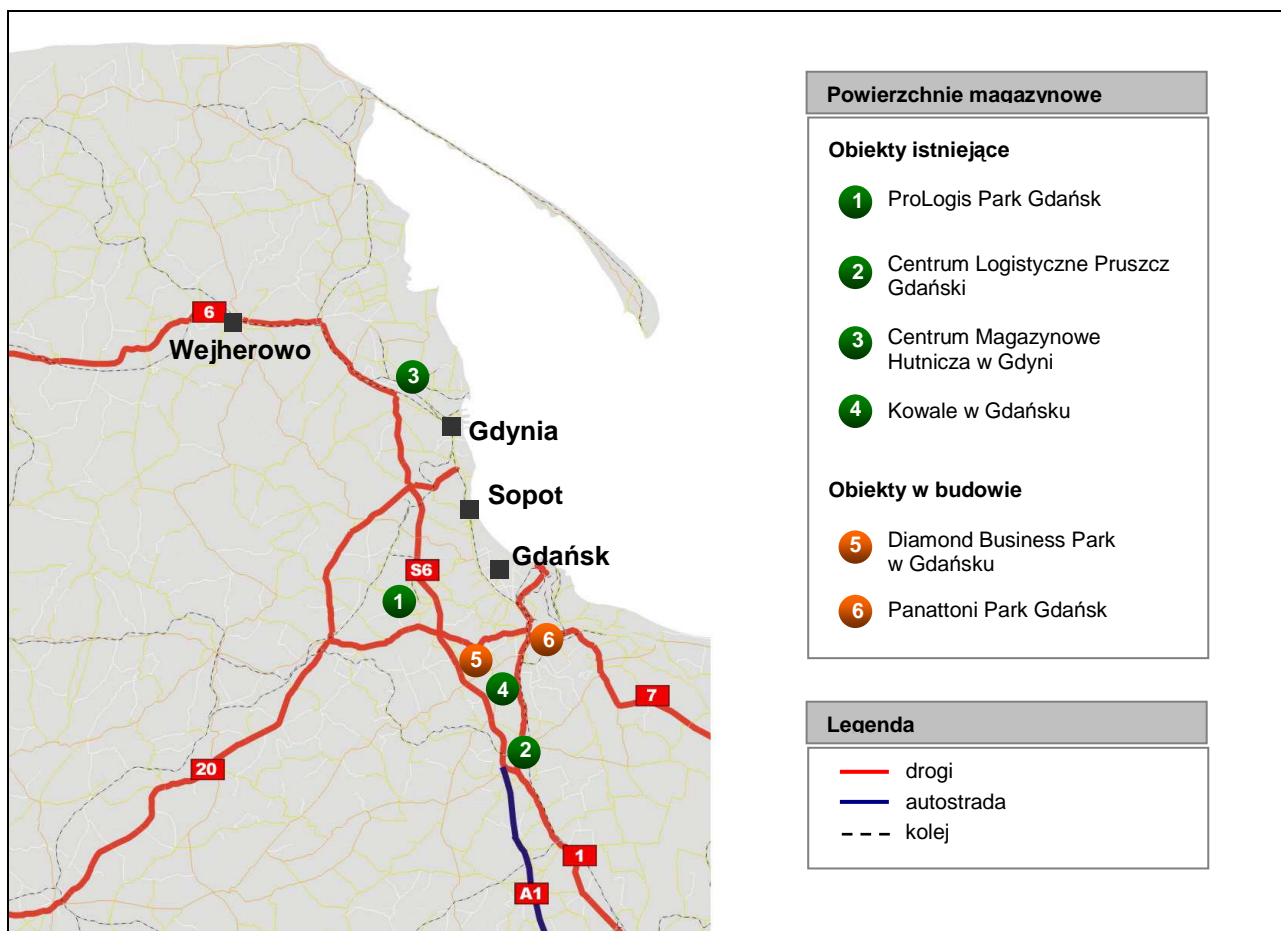 6
Wejherowo
3
Gdynia
Sopot
Gdańsk
S6
1
6
5
4
7
2
20
1
A1
Powierzchnie magazynowe
Obiekty istniejące
1 ProLogis Park Gdańsk
2 Centrum Logistyczne Pruszcz
Gdański
3 Centrum Magazynowe
Hutnicza w Gdyni
4 Kowale w Gdańsku
Obiekty w budowie
5 Diamond Business Park
w Gdańsku
6 Panattoni Park Gdańsk
Legenda
drogi
autostrada
kolej